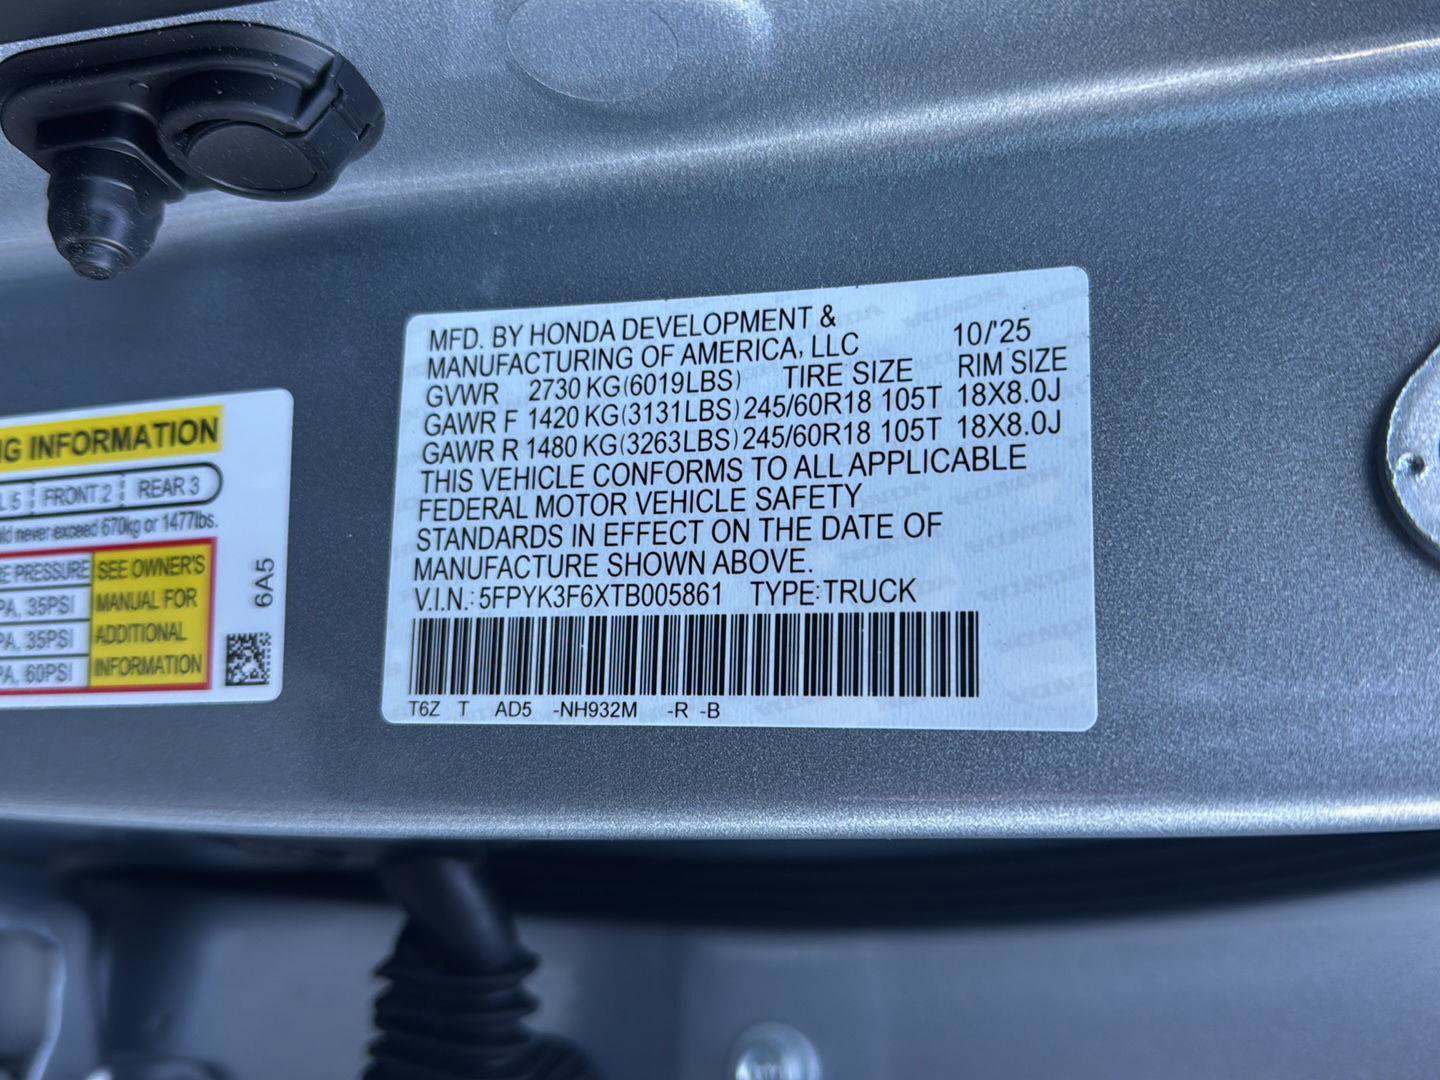 MFD. BY HONDA DEVELOPMENT &
MANUFACTURING OF AMERICA, LLC 10/'25
GVWR 2730 KG(6019LBS) TIRE SIZE RIM SIZE
GAWR F 1420 KG(3131LBS) 245/60R18 105T 18X8.0J
GAWR R 1480 KG(3263LBS) 245/60R18 105T 18X8.0J
THIS VEHICLE CONFORMS TO ALL APPLICABLE
FEDERAL MOTOR VEHICLE SAFETY
STANDARDS IN EFFECT ON THE DATE OF
MANUFACTURE SHOWN ABOVE.
V.I.N.: 5FPYK3F6XTB005861 TYPE:TRUCK
T6Z T AD5 -NH932M -R -B
INFORMATION
5 FRONT 2 REAR 3
never exceed 670kg or 1477lbs.
PRESSURE SEE OWNER'S
35PSI MANUAL FOR
35PSI ADDITIONAL
60PSI INFORMATION
6A5